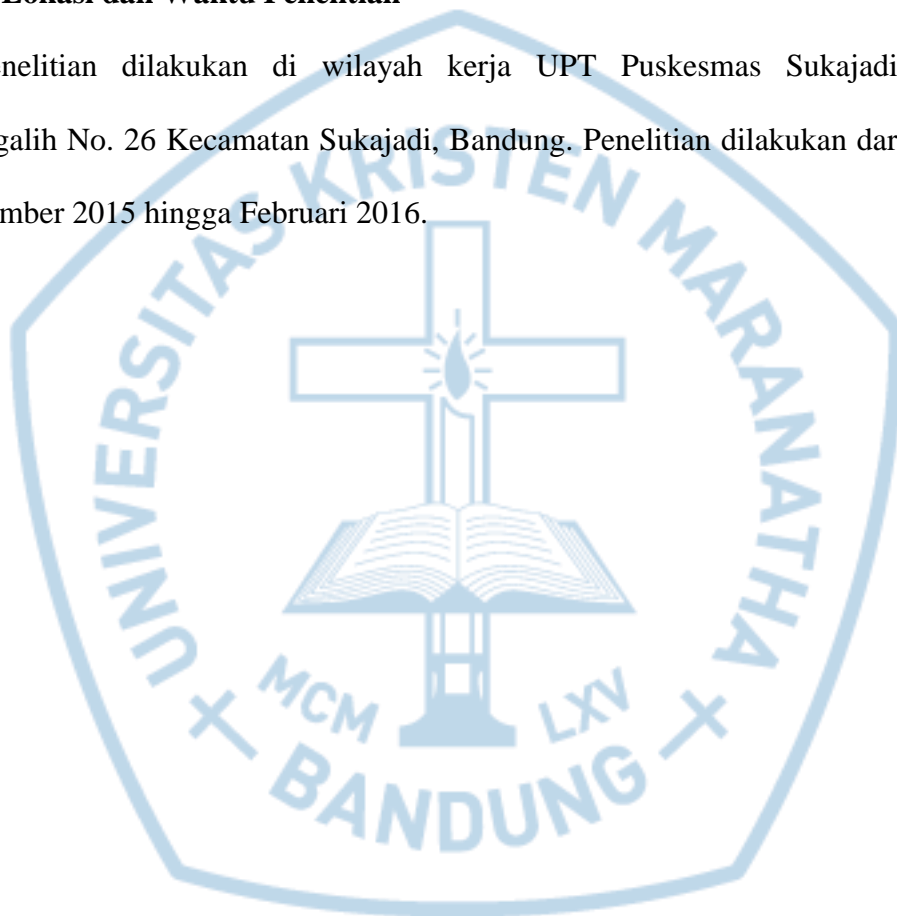 Lokasi dan Waktu Penelitian
enelitian dilakukan di wilayah kerja UPT Puskesmas Sukajadi
galih No. 26 Kecamatan Sukajadi, Bandung. Penelitian dilakukan dar
mber 2015 hingga Februari 2016.
UNIVERSITAS KRISTEN MARANATHA
MCM LXV
BANDUNG